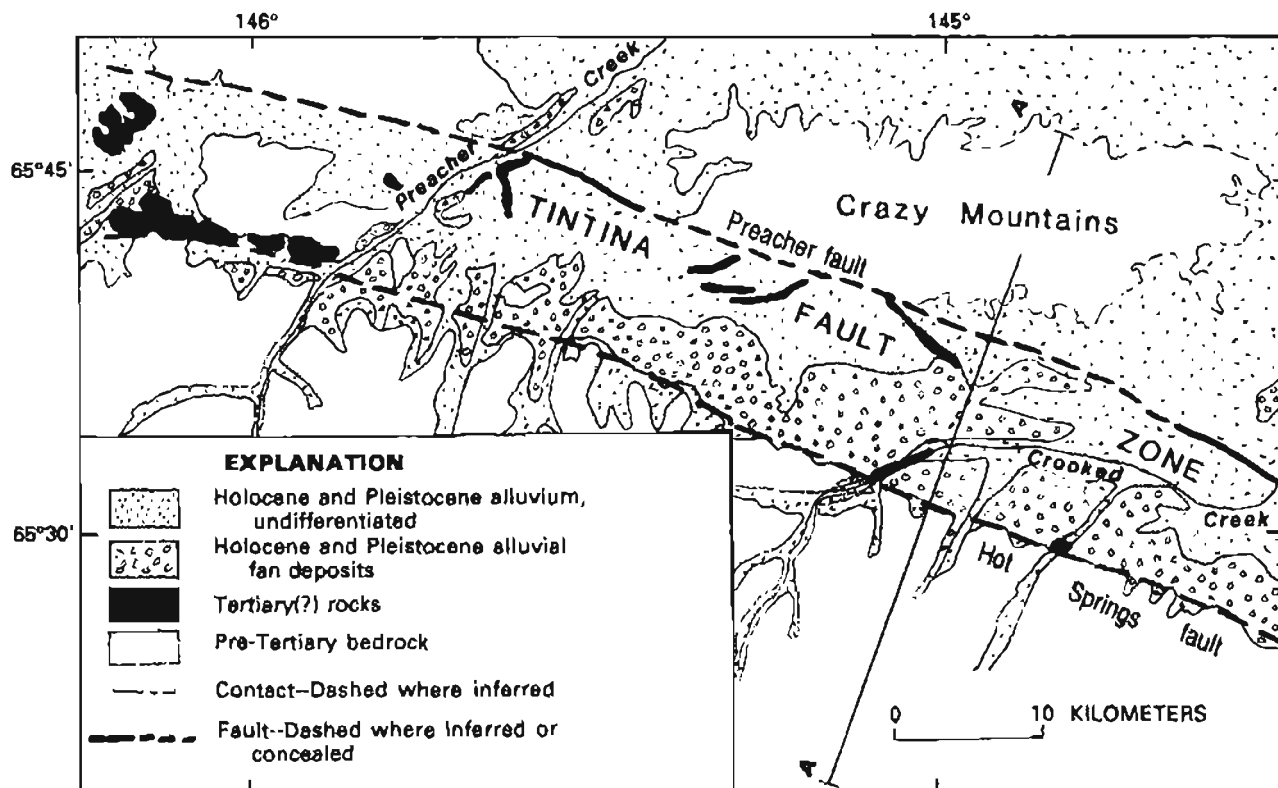 146°
145°
65°45'
65°30'
Creek
Preacher
TINTINA
FAULT
ZONE
Preacher fault
Crazy Mountains
A
Crooked
Creek
Hot
Springs
fault
A
0 10 KILOMETERS
EXPLANATION
Holocene and Pleistocene alluvium,
undifferentiated
Holocene and Pleistocene alluvial
fan deposits
Tertiary(?) rocks
Pre-Tertiary bedrock
Contact--Dashed where inferred
Fault--Dashed where inferred or
concealed